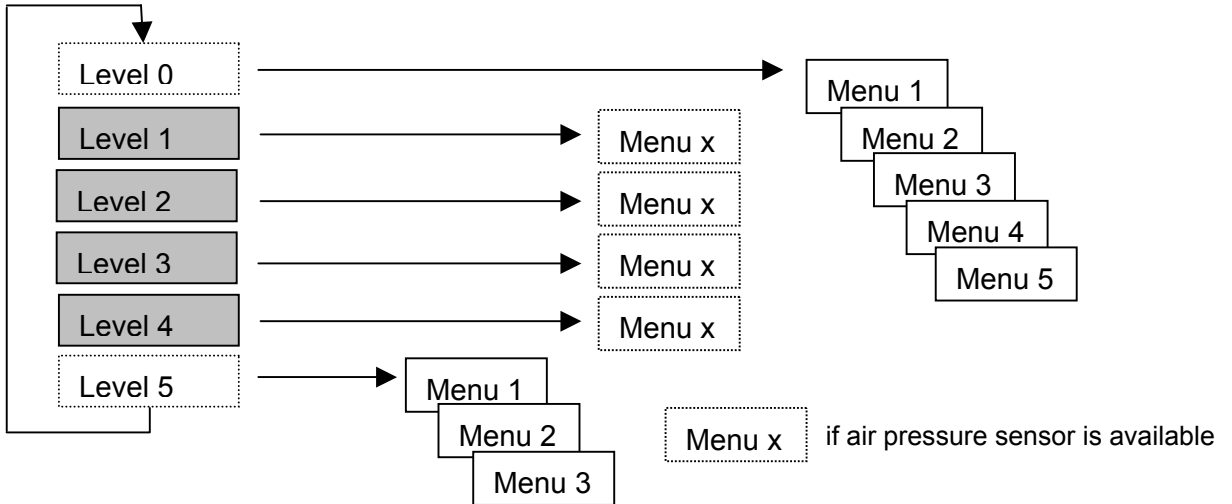 Level 0
Menu 1
Level 1
Menu x
Menu 2
Level 2
Menu x
Menu 3
Level 3
Menu x
Menu 4
Menu 5
Level 4
Menu x
Level 5
Menu 1
Menu 2
Menu 3
Menu x if air pressure sensor is available